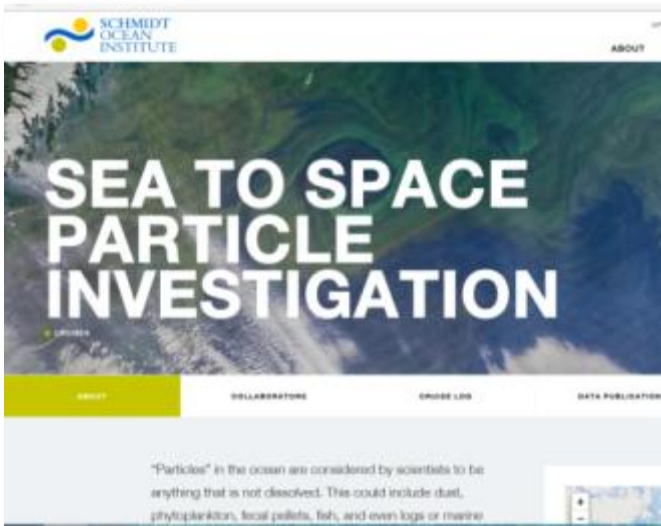 SCHMIDT
OCEAN
INSTITUTE
ABOUT
SEA TO SPACE
PARTICLE
INVESTIGATION
ABOUT
COLLABORATORS
CRUISE LOG
DATA PUBLICATION
"Particles" in the ocean are considered by scientists to be
anything that is not dissolved. This could include dust,
phytoplankton, fecal pellets, fish, and even logs or marine
+
-